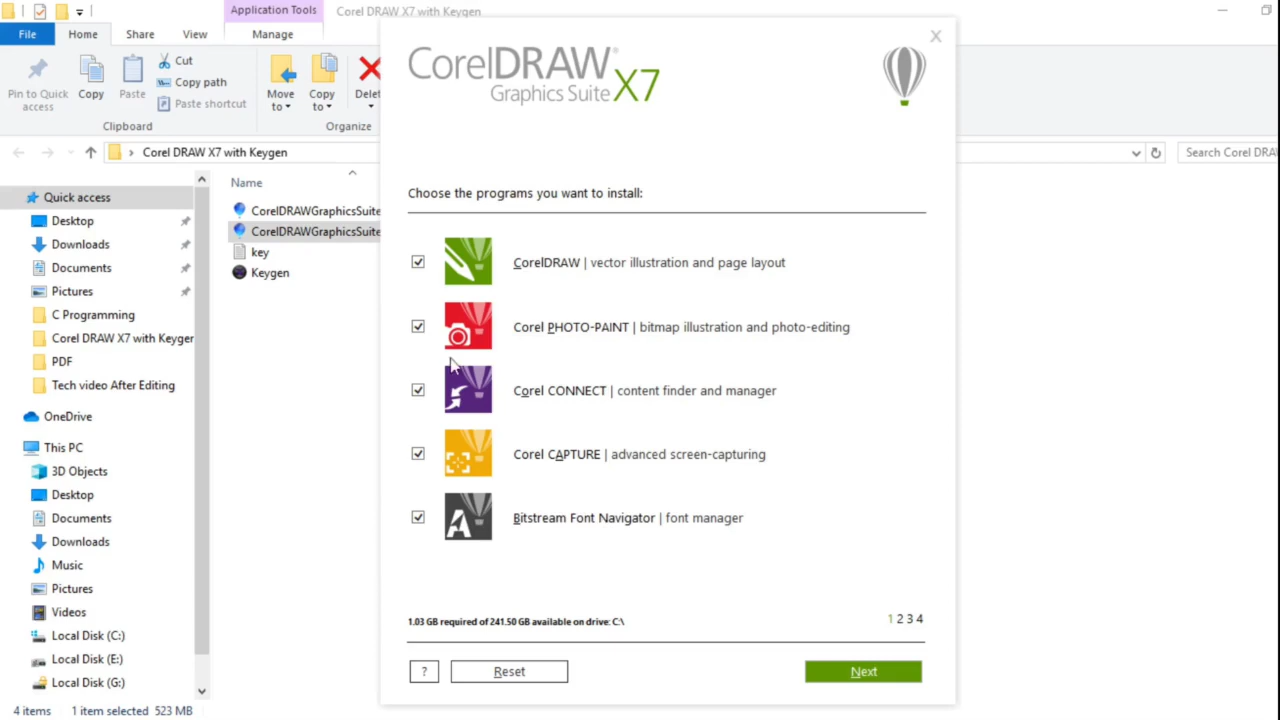 Application Tools
Corel DRAW X7 with Keygen
File
Home
Share
View
Manage
Pin to Quick access
Copy
Paste
Cut
Copy path
Paste shortcut
Clipboard
Move to
Copy to
Delet
Organize
Corel DRAW X7 with Keygen
Search Corel DRA
Quick access
Desktop
Downloads
Documents
Pictures
C Programming
Corel DRAW X7 with Keyger
PDF
Tech video After Editing
OneDrive
This PC
3D Objects
Desktop
Documents
Downloads
Music
Pictures
Videos
Local Disk (C:)
Local Disk (E:)
Local Disk (G:)
4 items
1 item selected 523 MB
Name
CorelDRAWGraphicsSuite
CorelDRAWGraphicsSuite
key
Keygen
CorelDRAW®
Graphics Suite X7
Choose the programs you want to install:
CorelDRAW | vector illustration and page layout
Corel PHOTO-PAINT | bitmap illustration and photo-editing
Corel CONNECT | content finder and manager
Corel CAPTURE | advanced screen-capturing
Bitstream Font Navigator | font manager
1.03 GB required of 241.50 GB available on drive: C:\
1 2 3 4
?
Reset
Next